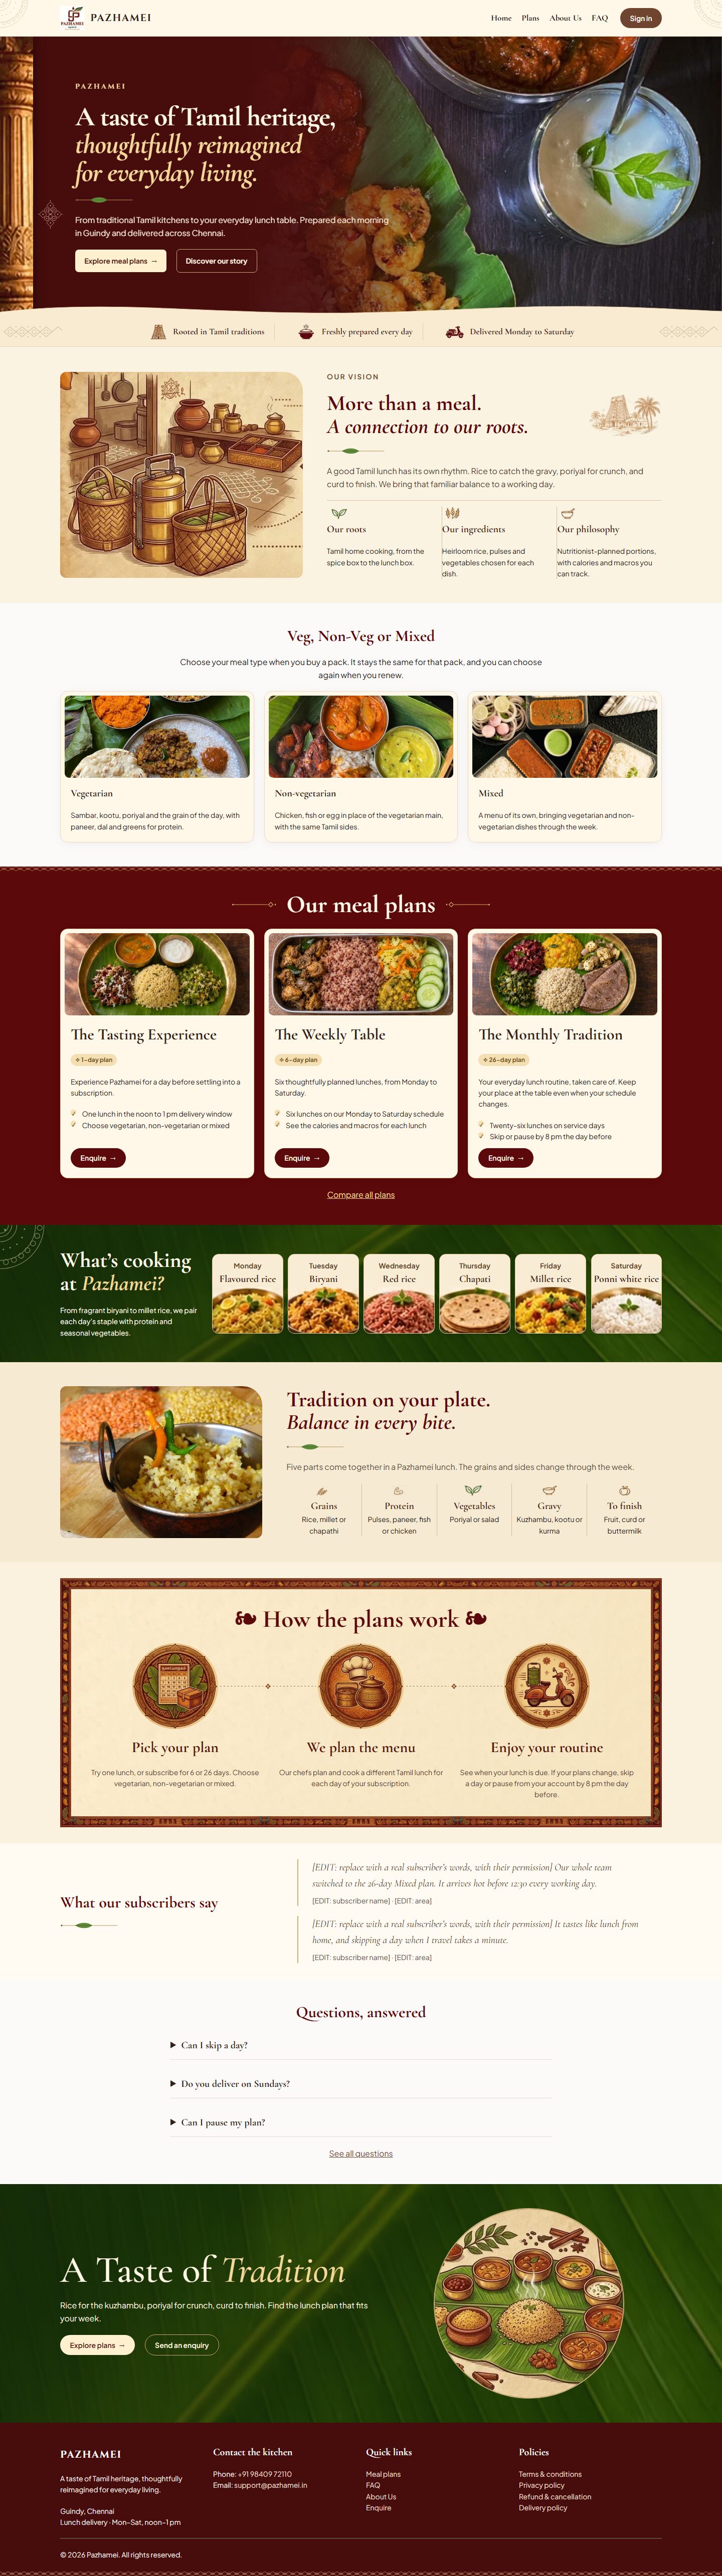 PAZHAMEI
PAZHAMEI
Home
Plans
About Us
FAQ
Sign in
PAZHAMEI
A taste of Tamil heritage,
thoughtfully reimagined
for everyday living.
From traditional Tamil kitchens to your everyday lunch table. Prepared each morning
in Guindy and delivered across Chennai.
Explore meal plans →
Discover our story
Rooted in Tamil traditions
Freshly prepared every day
Delivered Monday to Saturday
OUR VISION
More than a meal.
A connection to our roots.
A good Tamil lunch has its own rhythm. Rice to catch the gravy, poriyal for crunch, and
curd to finish. We bring that familiar balance to a working day.
Our roots
Tamil home cooking, from the
spice box to the lunch box.
Our ingredients
Heirloom rice, pulses and
vegetables chosen for each
dish.
Our philosophy
Nutritionist-planned portions,
with calories and macros you
can track.
Veg, Non-Veg or Mixed
Choose your meal type when you buy a pack. It stays the same for that pack, and you can choose
again when you renew.
Vegetarian
Sambar, kootu, poriyal and the grain of the day, with
paneer, dal and greens for protein.
Non-vegetarian
Chicken, fish or egg in place of the vegetarian main,
with the same Tamil sides.
Mixed
A menu of its own, bringing vegetarian and non-
vegetarian dishes through the week.
Our meal plans
The Tasting Experience
1-day plan
Experience Pazhamei for a day before settling into a
subscription.
One lunch in the noon to 1 pm delivery window
Choose vegetarian, non-vegetarian or mixed
Enquire →
The Weekly Table
6-day plan
Six thoughtfully planned lunches, from Monday to
Saturday.
Six lunches on our Monday to Saturday schedule
See the calories and macros for each lunch
Enquire →
The Monthly Tradition
26-day plan
Your everyday lunch routine, taken care of. Keep
your place at the table even when your schedule
changes.
Twenty-six lunches on service days
Skip or pause by 8 pm the day before
Enquire →
Compare all plans
What's cooking
at Pazhamei?
From fragrant biryani to millet rice, we pair
each day's staple with protein and
seasonal vegetables.
Monday
Flavoured rice
Tuesday
Biryani
Wednesday
Red rice
Thursday
Chapati
Friday
Millet rice
Saturday
Ponni white rice
Tradition on your plate.
Balance in every bite.
Five parts come together in a Pazhamei lunch. The grains and sides change through the week.
Grains
Rice, millet or
chapathi
Protein
Pulses, paneer, fish
or chicken
Vegetables
Poriyal or salad
Gravy
Kuzhambu, kootu or
kurma
To finish
Fruit, curd or
buttermilk
❧ How the plans work ❧
Pick your plan
Try one lunch, or subscribe for 6 or 26 days. Choose
vegetarian, non-vegetarian or mixed.
We plan the menu
Our chefs plan and cook a different Tamil lunch for
each day of your subscription.
Enjoy your routine
See when your lunch is due. If your plans change, skip
a day or pause from your account by 8 pm the day
before.
What our subscribers say
[EDIT: replace with a real subscriber's words, with their permission] Our whole team
switched to the 26-day Mixed plan. It arrives hot before 12:30 every working day.
[EDIT: subscriber name] · [EDIT: area]
[EDIT: replace with a real subscriber's words, with their permission] It tastes like lunch from
home, and skipping a day when I travel takes a minute.
[EDIT: subscriber name] · [EDIT: area]
Questions, answered
Can I skip a day?
Do you deliver on Sundays?
Can I pause my plan?
See all questions
A Taste of Tradition
Rice for the kuzhambu, poriyal for crunch, curd to finish. Find the lunch plan that fits
your week.
Explore plans →
Send an enquiry
PAZHAMEI
A taste of Tamil heritage, thoughtfully
reimagined for everyday living.
Guindy, Chennai
Lunch delivery · Mon–Sat, noon–1 pm
Contact the kitchen
Phone: +91 98409 72110
Email: support@pazhamei.in
Quick links
Meal plans
FAQ
About Us
Enquire
Policies
Terms & conditions
Privacy policy
Refund & cancellation
Delivery policy
© 2026 Pazhamei. All rights reserved.